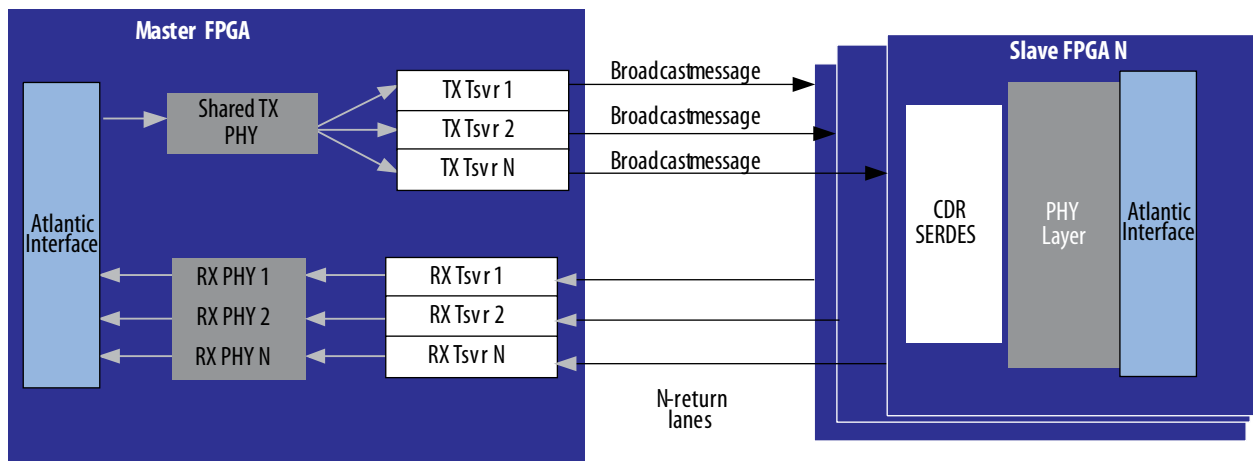 Master FPGA
Slave FPGA N
Atlantic
Interface
Shared TX
PHY
TX Tsvr 1
TX Tsvr 2
TX Tsvr N
Broadcastmessage
Broadcastmessage
Broadcastmessage
RX PHY 1
RX PHY 2
RX PHY N
RX Tsvr 1
RX Tsvr 2
RX Tsvr N
N-return
lanes
CDR
SERDES
PHY
Layer
Atlantic
Interface